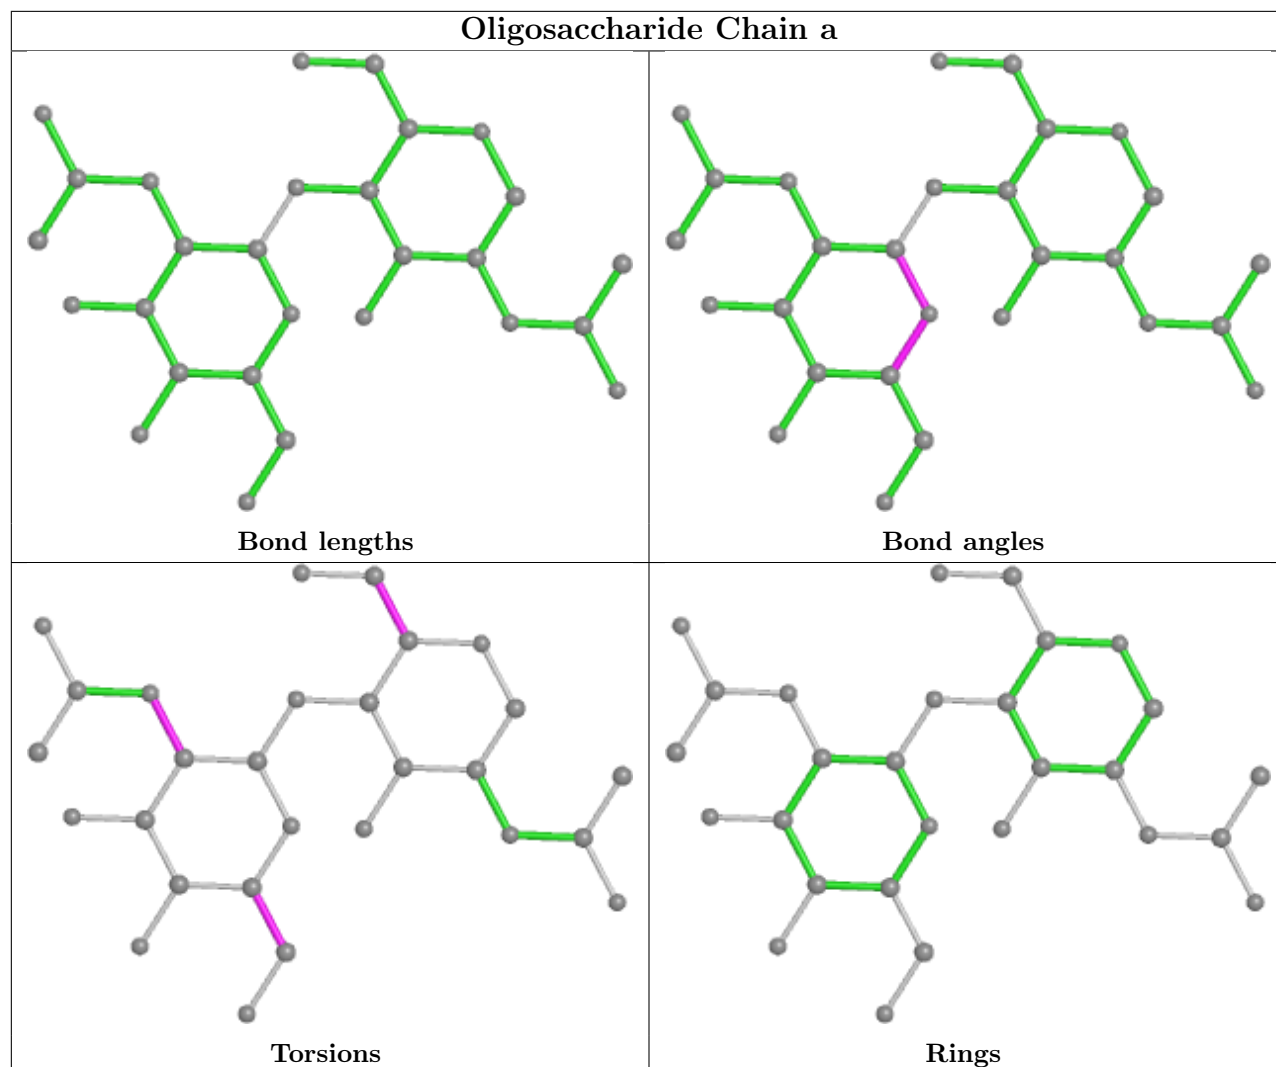 Oligosaccharide Chain a
Bond lengths
Bond angles
Torsions
Rings